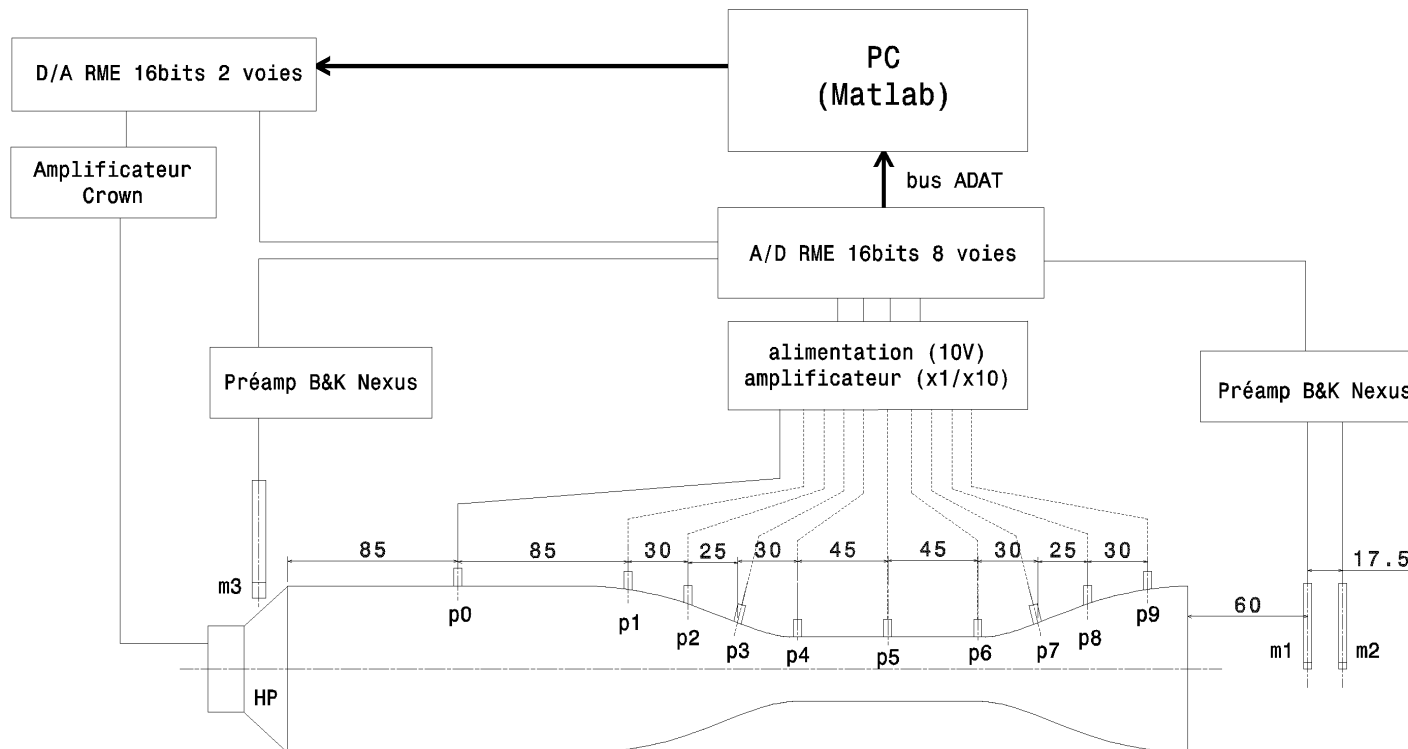 PC
(Matlab)
D/A RME 16bits 2 voies
Amplificateur
Crown
bus ADAT
A/D RME 16bits 8 voies
alimentation (10V)
amplificateur (x1/x10)
Préamp B&K Nexus
Préamp B&K Nexus
85
85
30
25
30
45
45
30
25
30
17.5
60
m3
p0
p1
p2
p3
p4
p5
p6
p7
p8
p9
m1
m2
HP